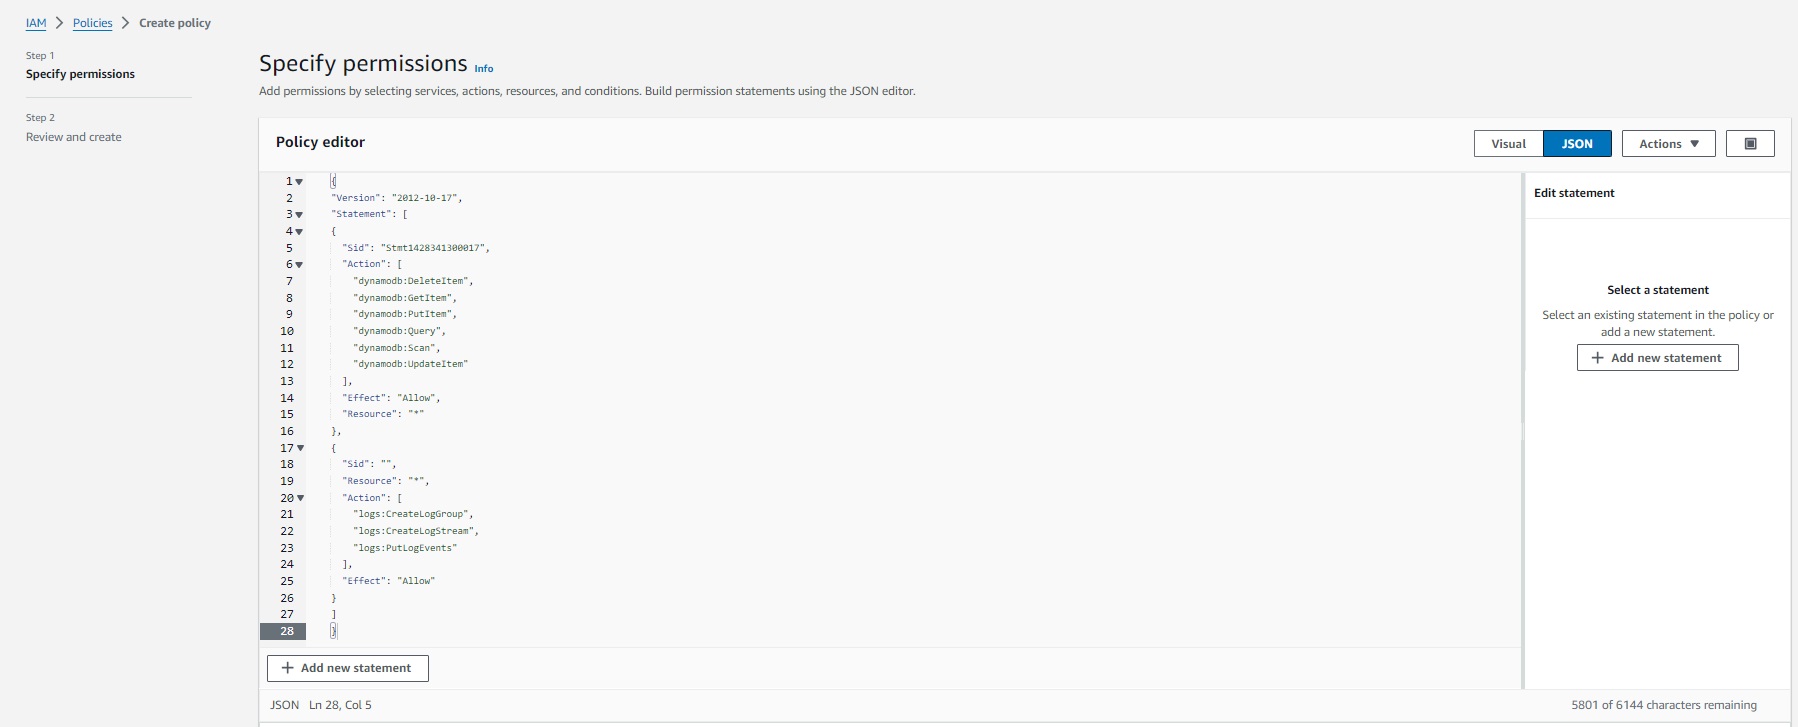 IAM > Policies > Create policy
Step 1
Specify permissions
Step 2
Review and create
Specify permissions Info
Add permissions by selecting services, actions, resources, and conditions. Build permission statements using the JSON editor.
Policy editor
Visual JSON Actions
1 {
2 "Version": "2012-10-17",
3 "Statement": [
4 {
5 "Sid": "Stmt1428341300017",
6 "Action": [
7 "dynamodb:DeleteItem",
8 "dynamodb:GetItem",
9 "dynamodb:PutItem",
10 "dynamodb:Query",
11 "dynamodb:Scan",
12 "dynamodb:UpdateItem"
13 ],
14 "Effect": "Allow",
15 "Resource": "*"
16 },
17 {
18 "Sid": "",
19 "Resource": "*",
20 "Action": [
21 "logs:CreateLogGroup",
22 "logs:CreateLogStream",
23 "logs:PutLogEvents"
24 ],
25 "Effect": "Allow"
26 }
27 ]
28 }
+ Add new statement
JSON Ln 28, Col 5
Edit statement
Select a statement
Select an existing statement in the policy or
add a new statement.
+ Add new statement
5801 of 6144 characters remaining